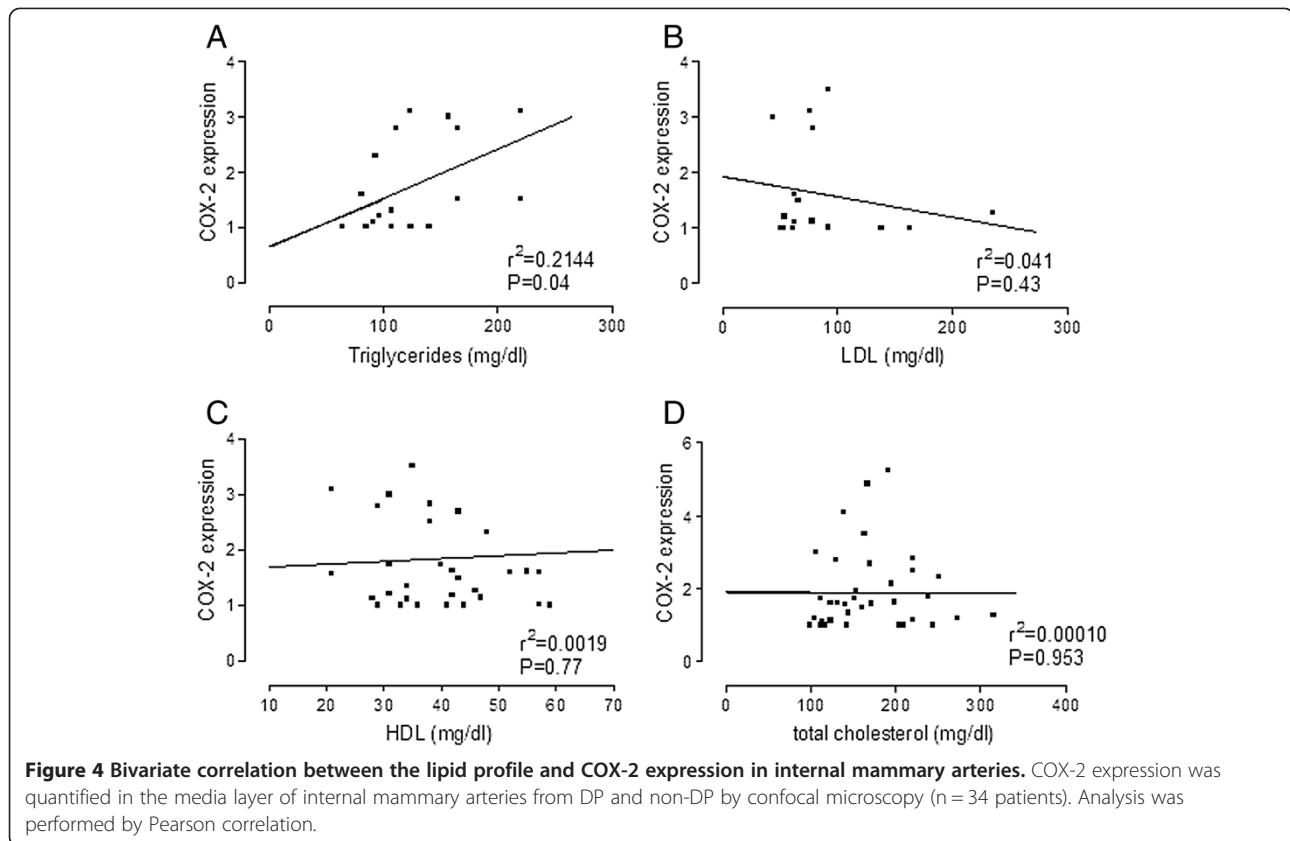 A
4
3
2
1
0
COX-2 expression
r²=0.2144
P=0.04
0 100 200 300
Triglycerides (mg/dl)
B
4
3
2
1
0
COX-2 expression
r²=0.041
P=0.43
0 100 200 300
LDL (mg/dl)
C
4
3
2
1
0
COX-2 expression
r²=0.0019
P=0.77
10 20 30 40 50 60 70
HDL (mg/dl)
D
6
4
2
0
COX-2 expression
r²=0.00010
P=0.953
0 100 200 300 400
total cholesterol (mg/dl)
Figure 4 Bivariate correlation between the lipid profile and COX-2 expression in internal mammary arteries. COX-2 expression was
quantified in the media layer of internal mammary arteries from DP and non-DP by confocal microscopy (n = 34 patients). Analysis was
performed by Pearson correlation.